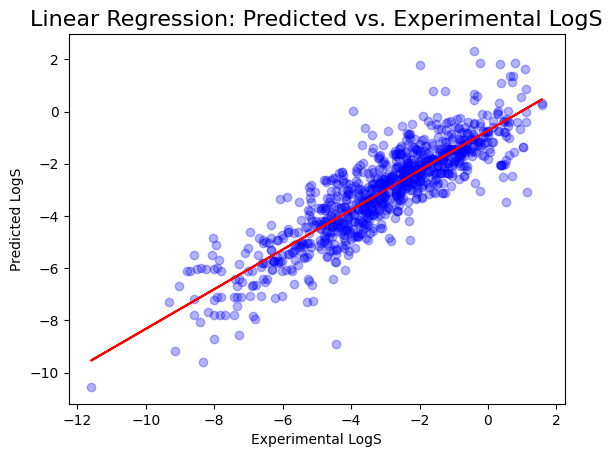 Linear Regression: Predicted vs. Experimental LogS
2
0
−2
−4
−6
−8
−10
Predicted LogS
−12 −10 −8 −6 −4 −2 0 2
Experimental LogS